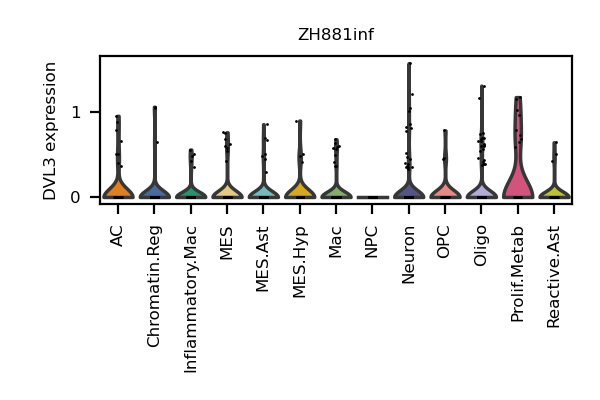 ZH881inf
DVL3 expression
1
0
AC
Chromatin.Reg
Inflammatory.Mac
MES
MES.Ast
MES.Hyp
Mac
NPC
Neuron
OPC
Oligo
Prolif.Metab
Reactive.Ast